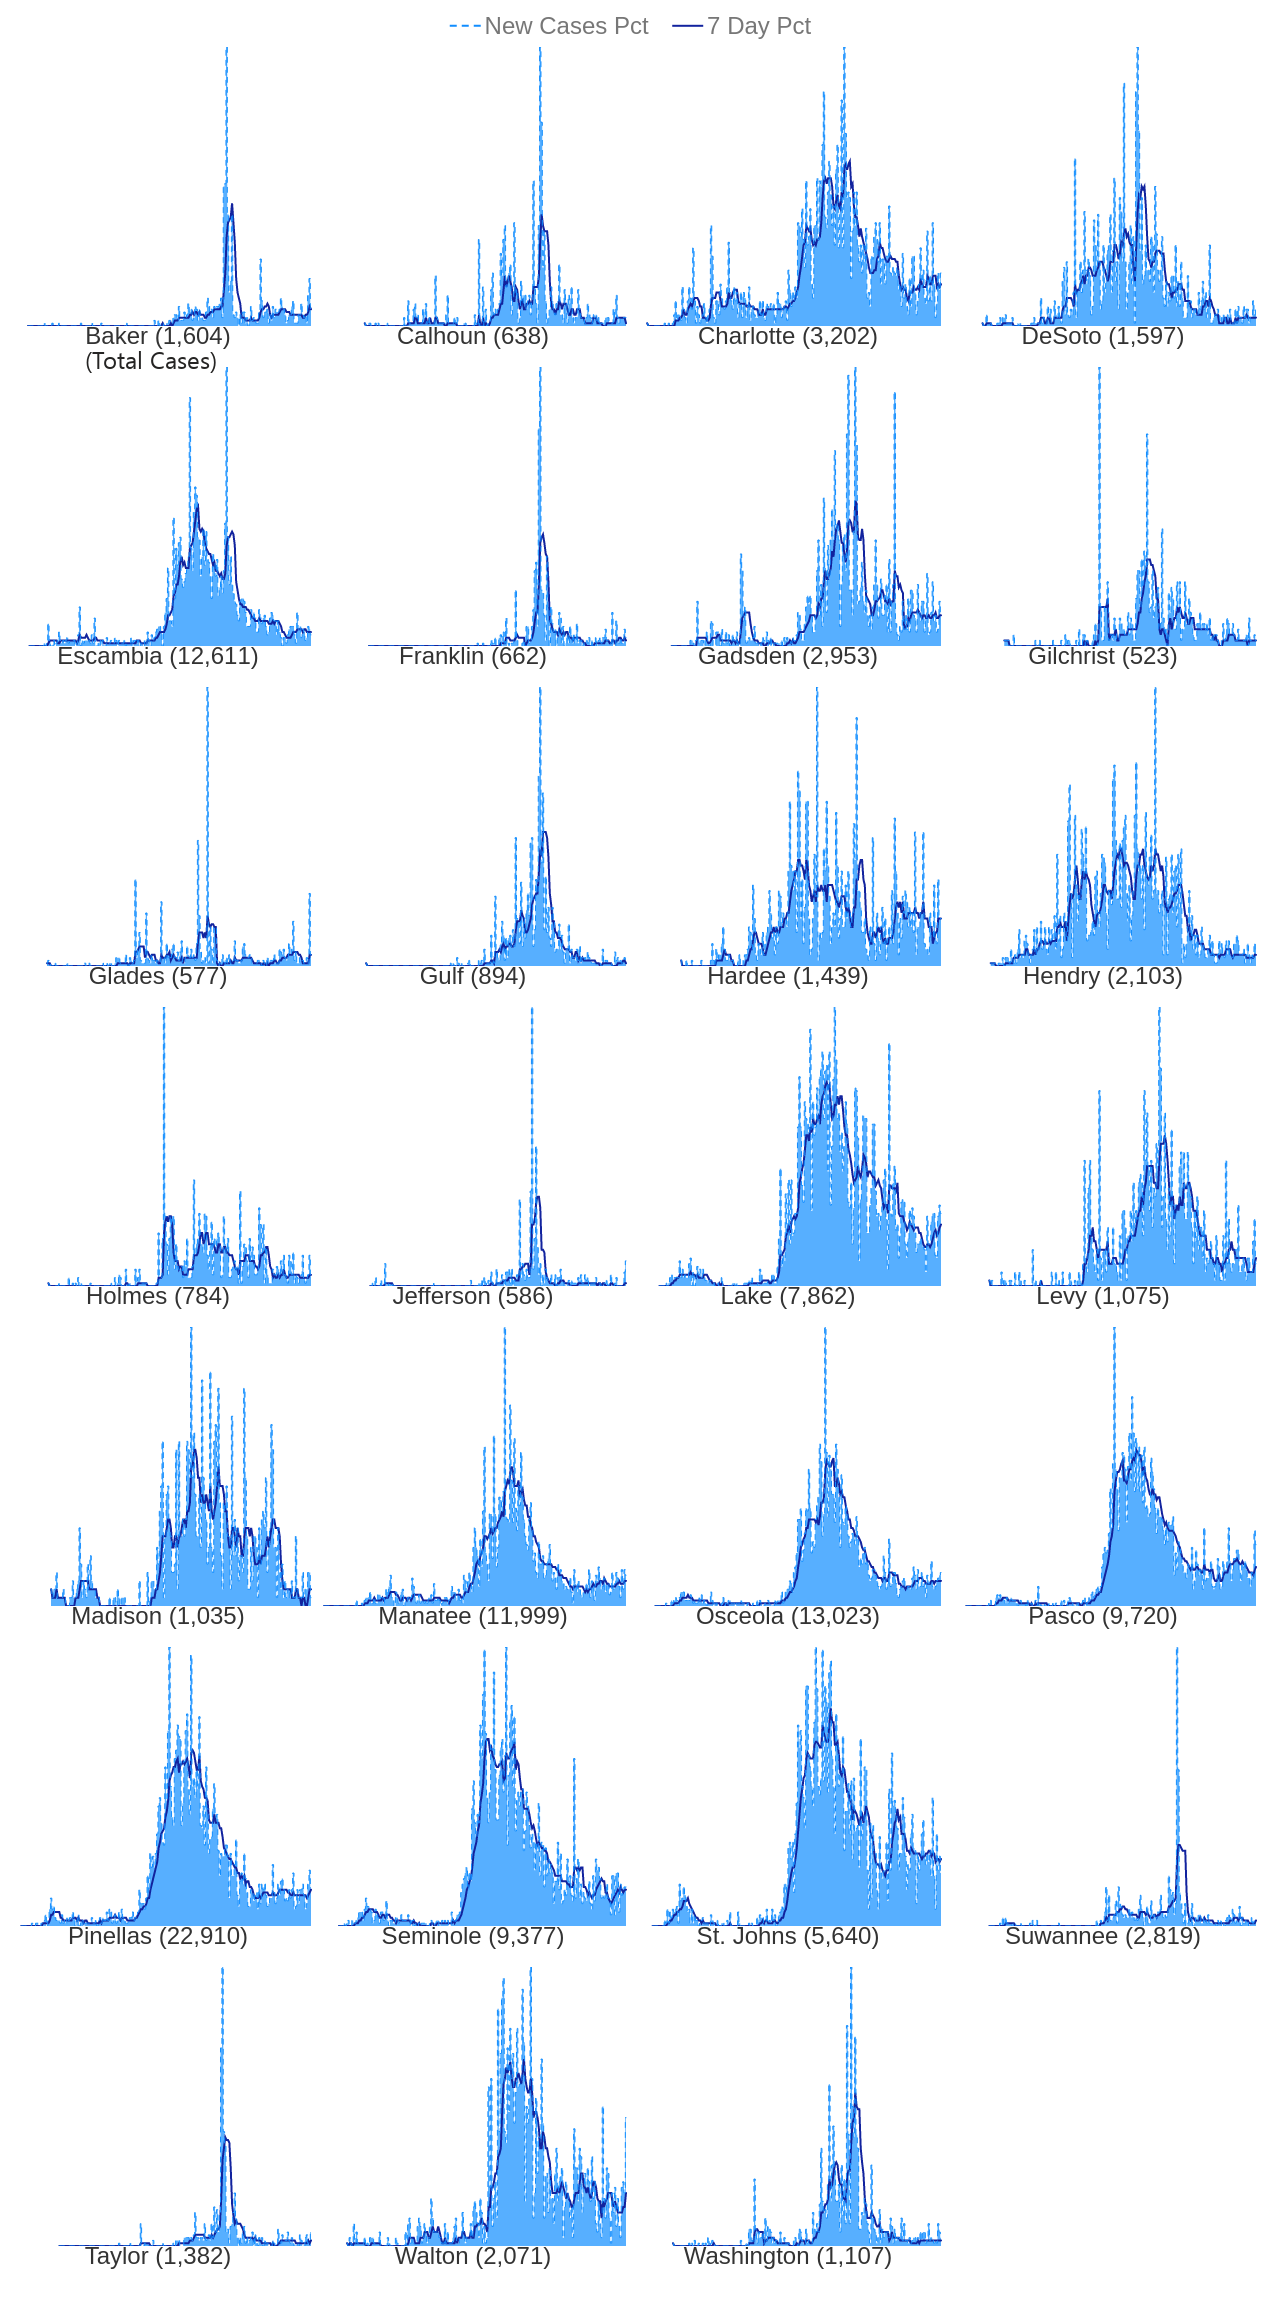 New Cases Pct 7 Day Pct
Baker (1,604) Calhoun (638) Charlotte (3,202) DeSoto (1,597)
(Total Cases)
Escambia (12,611) Franklin (662) Gadsden (2,953) Gilchrist (523)
Glades (577) Gulf (894) Hardee (1,439) Hendry (2,103)
Holmes (784) Jefferson (586) Lake (7,862) Levy (1,075)
Madison (1,035) Manatee (11,999) Osceola (13,023) Pasco (9,720)
Pinellas (22,910) Seminole (9,377) St. Johns (5,640) Suwannee (2,819)
Taylor (1,382) Walton (2,071) Washington (1,107)